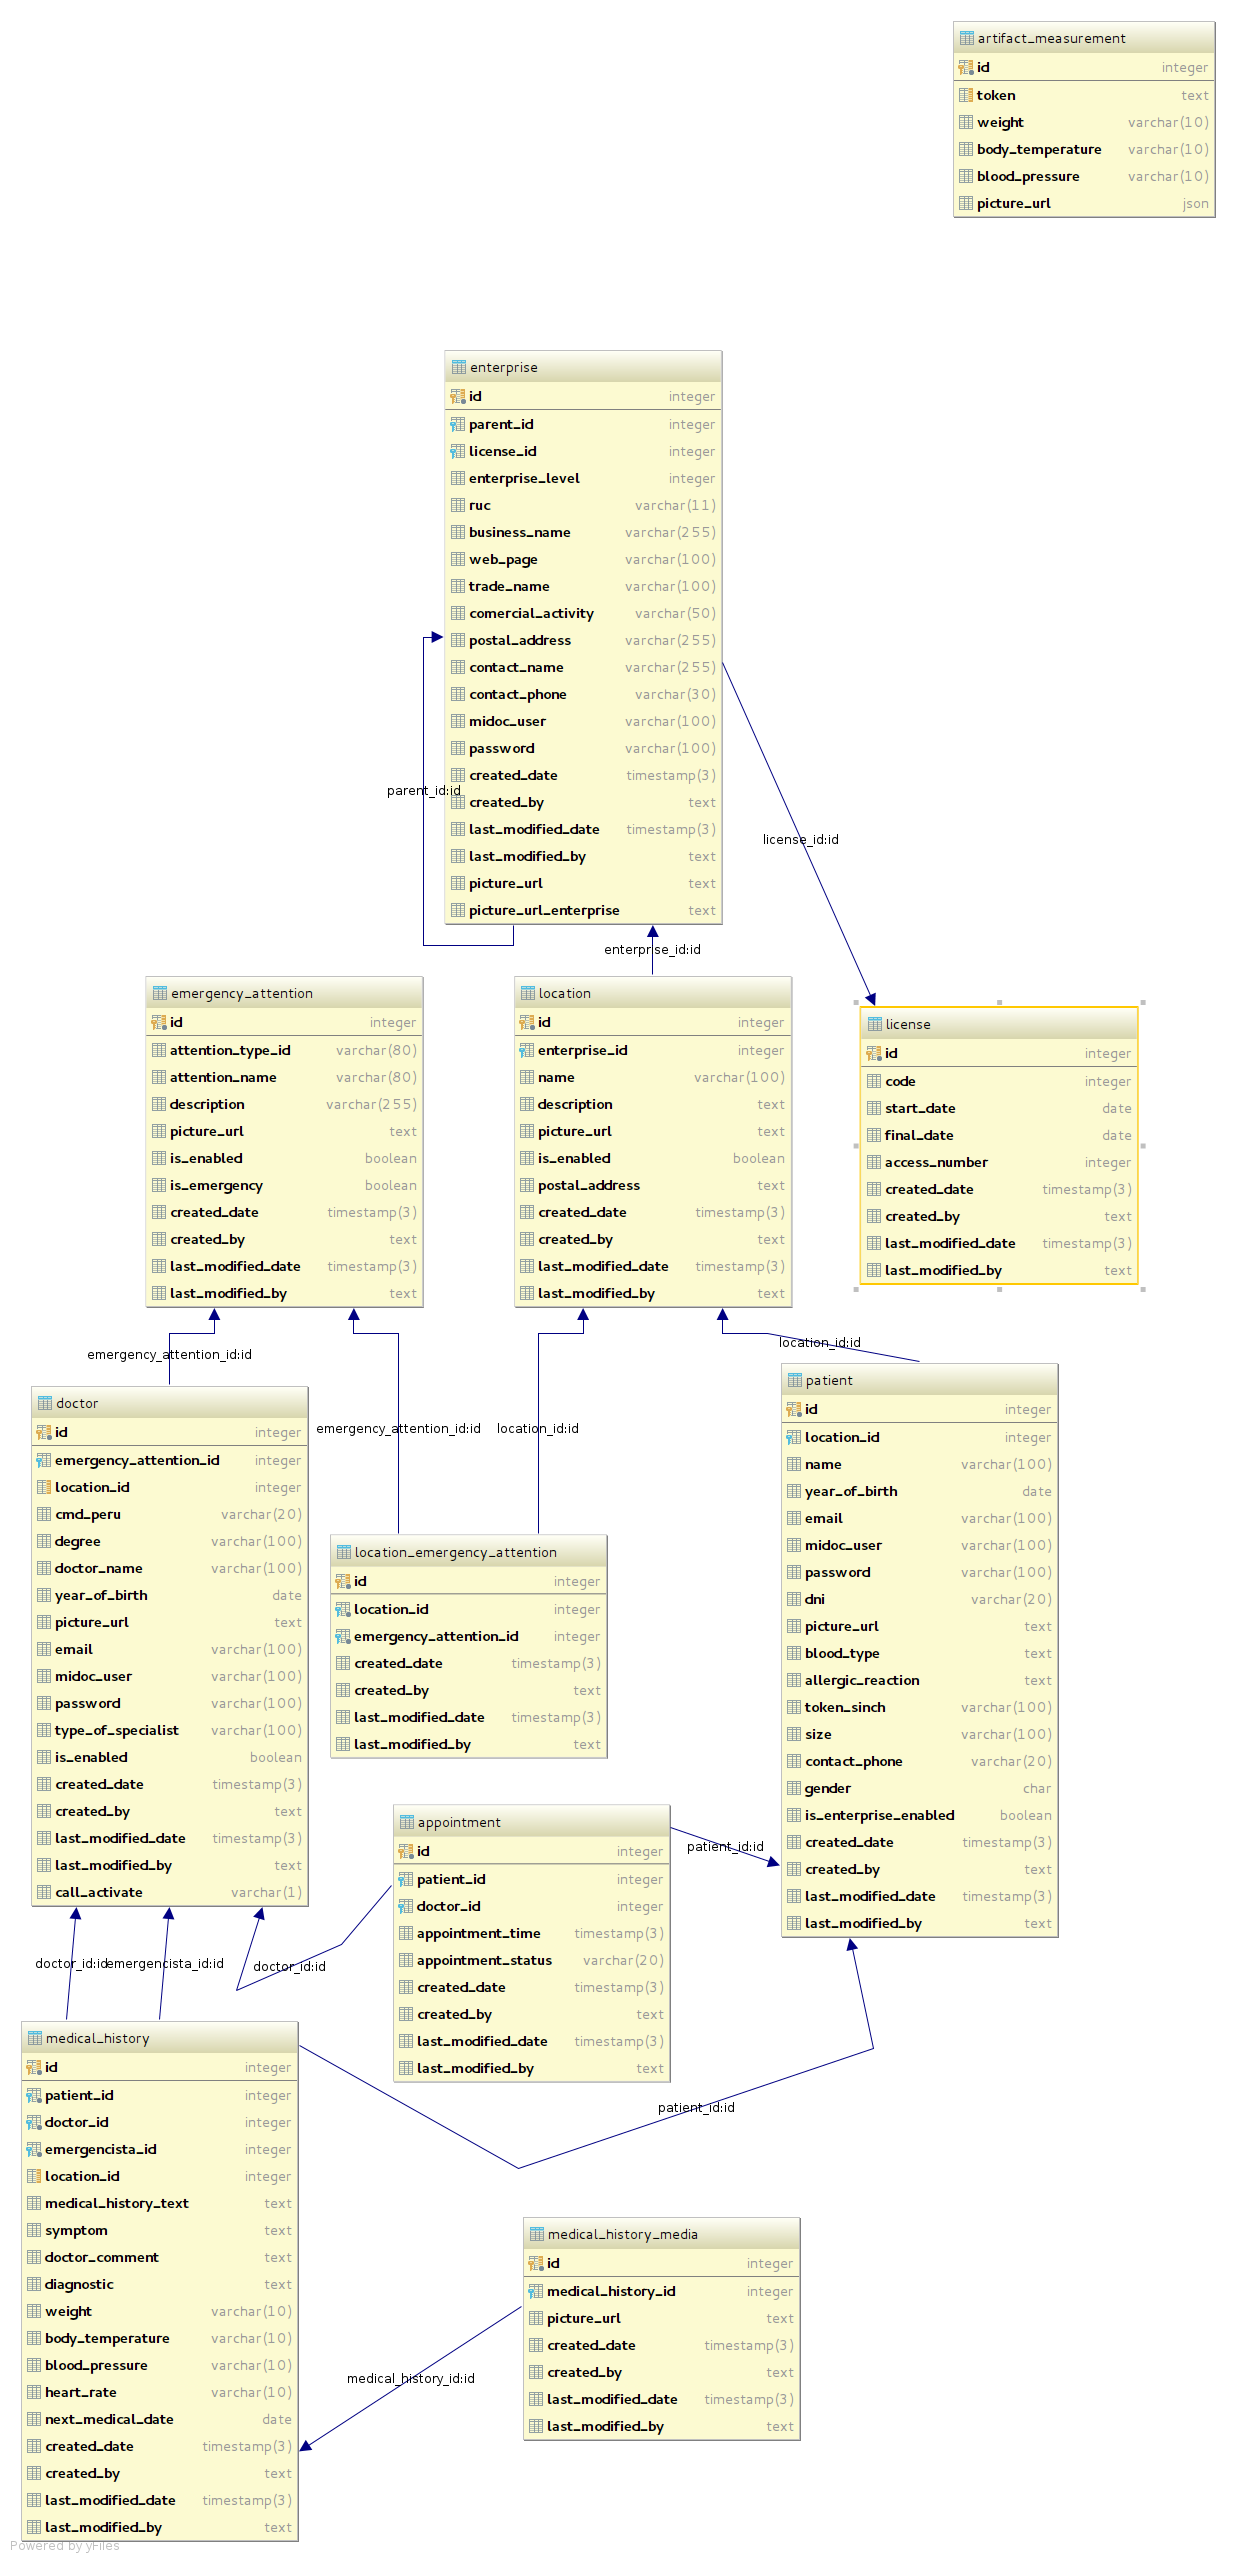 artifact_measurement
id integer
token text
weight varchar(10)
body_temperature varchar(10)
blood_pressure varchar(10)
picture_url json
enterprise
id integer
parent_id integer
license_id integer
enterprise_level integer
ruc varchar(11)
business_name varchar(255)
web_page varchar(100)
trade_name varchar(100)
comercial_activity varchar(50)
postal_address varchar(255)
contact_name varchar(255)
contact_phone varchar(30)
midoc_user varchar(100)
password varchar(100)
created_date timestamp(3)
created_by text
last_modified_date timestamp(3)
last_modified_by text
picture_url text
picture_url_enterprise text
parent_id:id
license_id:id
enterprise_id:id
emergency_attention
id integer
attention_type_id varchar(80)
attention_name varchar(80)
description varchar(255)
picture_url text
is_enabled boolean
is_emergency boolean
created_date timestamp(3)
created_by text
last_modified_date timestamp(3)
last_modified_by text
location
id integer
enterprise_id integer
name varchar(100)
description text
picture_url text
is_enabled boolean
postal_address text
created_date timestamp(3)
created_by text
last_modified_date timestamp(3)
last_modified_by text
license
id integer
code integer
start_date date
final_date date
access_number integer
created_date timestamp(3)
created_by text
last_modified_date timestamp(3)
last_modified_by text
emergency_attention_id:id
emergency_attention_id:id
location_id:id
location_id:id
doctor
id integer
emergency_attention_id integer
location_id integer
cmd_peru varchar(20)
degree varchar(100)
doctor_name varchar(100)
year_of_birth date
picture_url text
email varchar(100)
midoc_user varchar(100)
password varchar(100)
type_of_specialist varchar(100)
is_enabled boolean
created_date timestamp(3)
created_by text
last_modified_date timestamp(3)
last_modified_by text
call_activate varchar(1)
location_emergency_attention
id integer
location_id integer
emergency_attention_id integer
created_date timestamp(3)
created_by text
last_modified_date timestamp(3)
last_modified_by text
patient
id integer
location_id integer
name varchar(100)
year_of_birth date
email varchar(100)
midoc_user varchar(100)
password varchar(100)
dni varchar(20)
picture_url text
blood_type text
allergic_reaction text
token_sinch varchar(100)
size varchar(100)
contact_phone varchar(20)
gender char
is_enterprise_enabled boolean
created_date timestamp(3)
created_by text
last_modified_date timestamp(3)
last_modified_by text
appointment
id integer
patient_id integer
doctor_id integer
appointment_time timestamp(3)
appointment_status varchar(20)
created_date timestamp(3)
created_by text
last_modified_date timestamp(3)
last_modified_by text
patient_id:id
doctor_id:id
emergencista_id:id
doctor_id:id
patient_id:id
medical_history
id integer
patient_id integer
doctor_id integer
emergencista_id integer
location_id integer
medical_history_text text
symptom text
doctor_comment text
diagnostic text
weight varchar(10)
body_temperature varchar(10)
blood_pressure varchar(10)
heart_rate varchar(10)
next_medical_date date
created_date timestamp(3)
created_by text
last_modified_date timestamp(3)
last_modified_by text
medical_history_media
id integer
medical_history_id integer
picture_url text
created_date timestamp(3)
created_by text
last_modified_date timestamp(3)
last_modified_by text
medical_history_id:id
Powered by yFiles